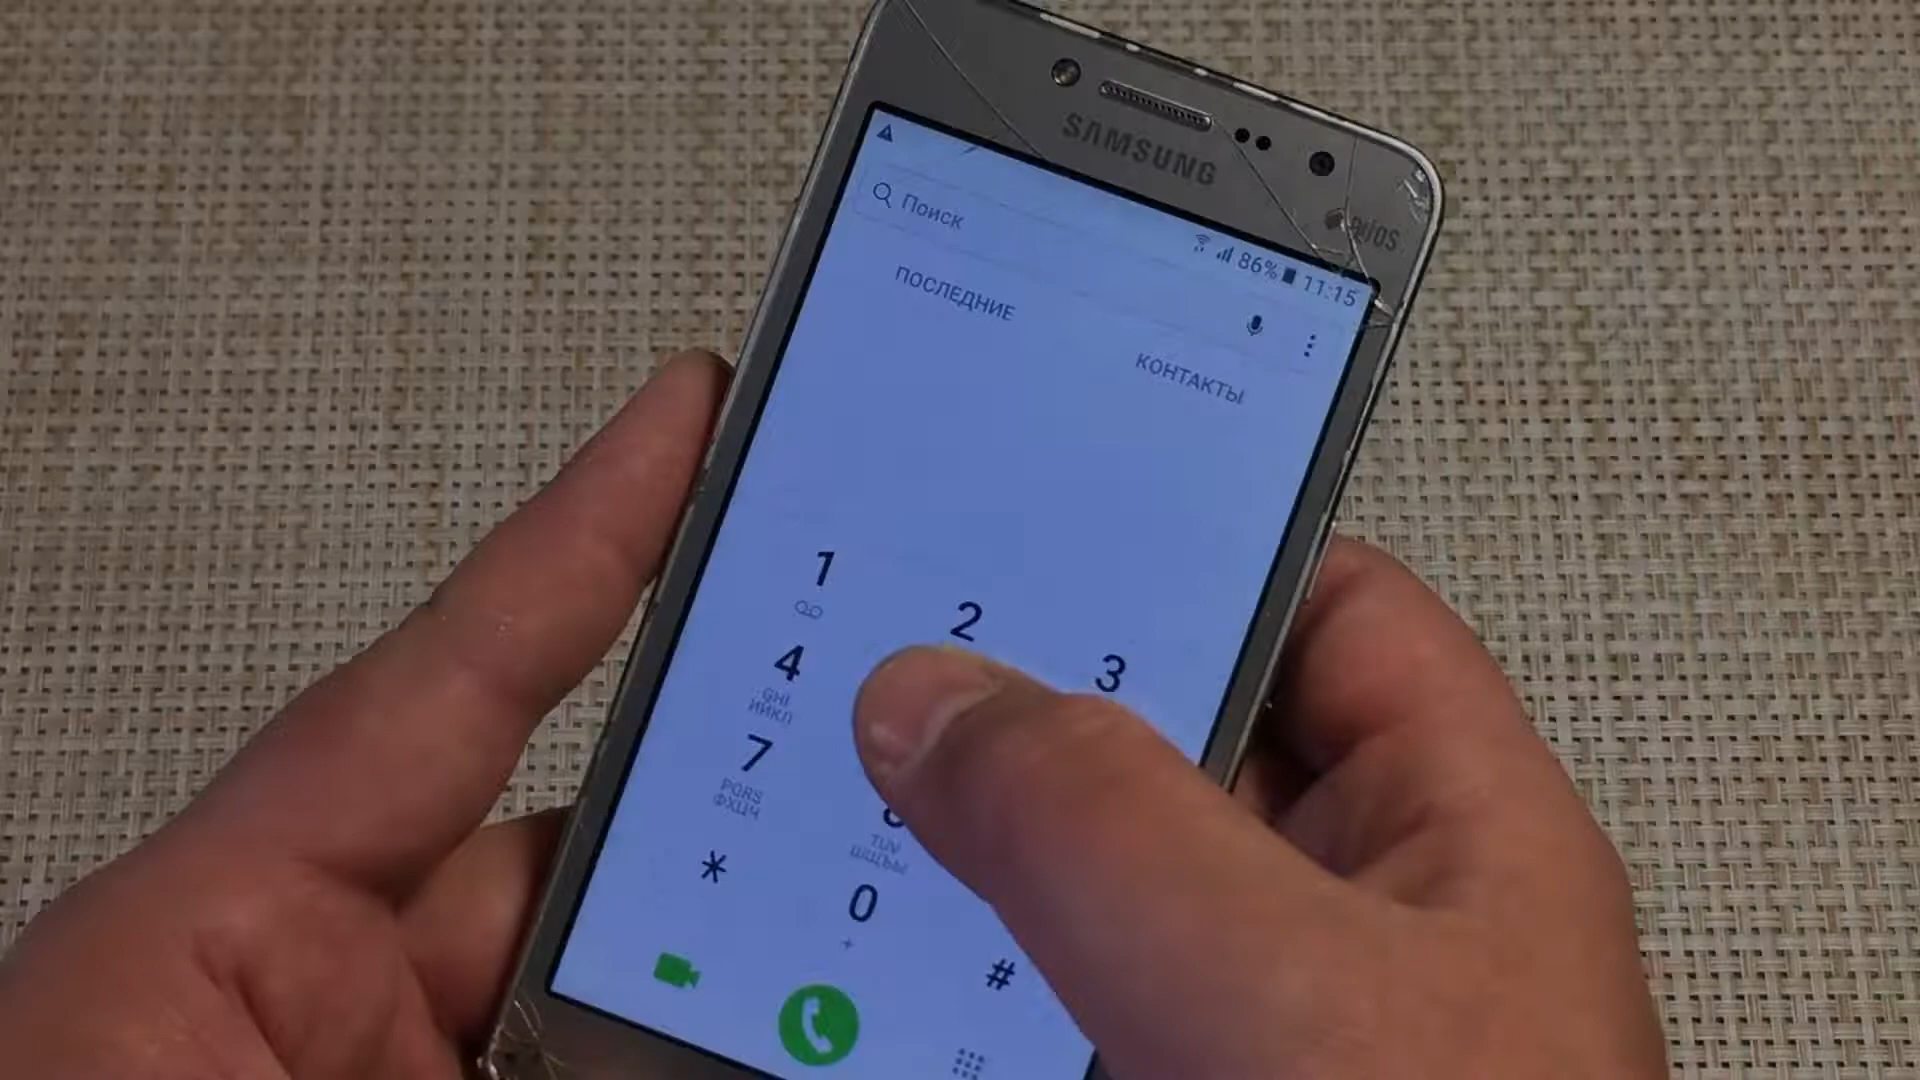 SAMSUNG
DUOS
86% 11:15
Поиск
ПОСЛЕДНИЕ
КОНТАКТЫ
1
2
3
4
GHI
ИЙКЛ
7
PQRS
ФХЦЧ
TUV
ШЩЪЫ
*
0
+
#